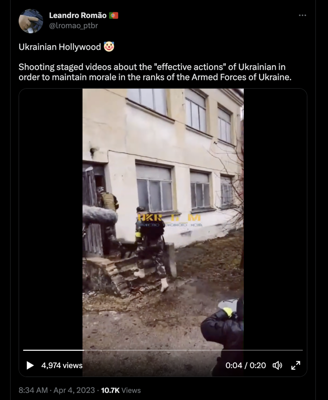 Leandro Romão
@lromao_ptbr
Ukrainian Hollywood
Shooting staged videos about the "effective actions" of Ukrainian in
order to maintain morale in the ranks of the Armed Forces of Ukraine.
4,974 views
0:04 / 0:20
8:34 AM · Apr 4, 2023 · 10.7K Views